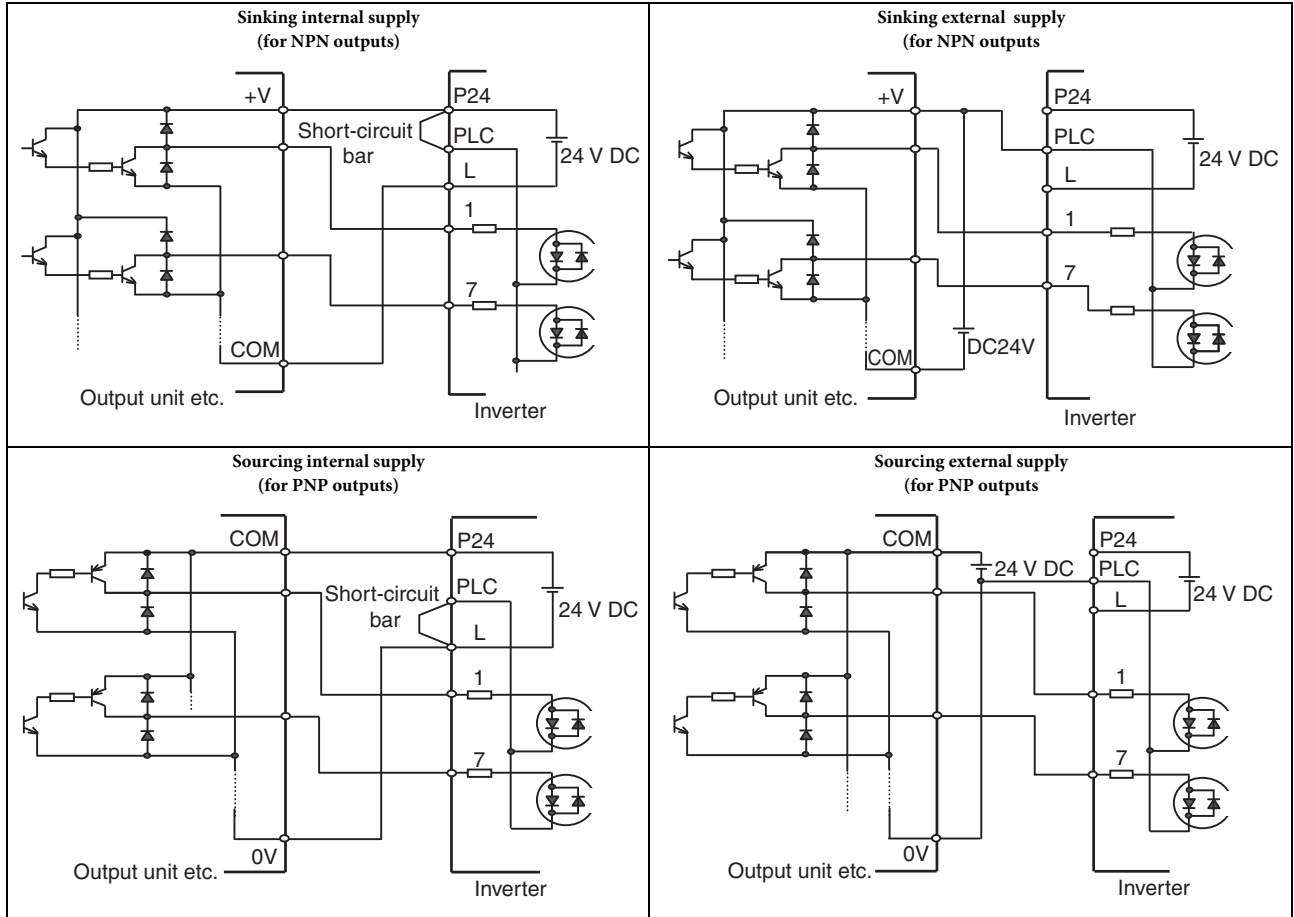 Sinking internal supply
(for NPN outputs)
+V
P24
Short-circuit
bar
PLC
24 V DC
L
1
7
COM
Output unit etc.
Inverter
Sinking external supply
(for NPN outputs
+V
P24
PLC
24 V DC
L
1
7
DC24V
COM
Output unit etc.
Inverter
Sourcing internal supply
(for PNP outputs)
COM
P24
PLC
Short-circuit
bar
24 V DC
L
1
7
0V
Output unit etc.
Inverter
Sourcing external supply
(for PNP outputs
COM
P24
24 V DC
PLC
24 V DC
L
1
7
0V
Output unit etc.
Inverter